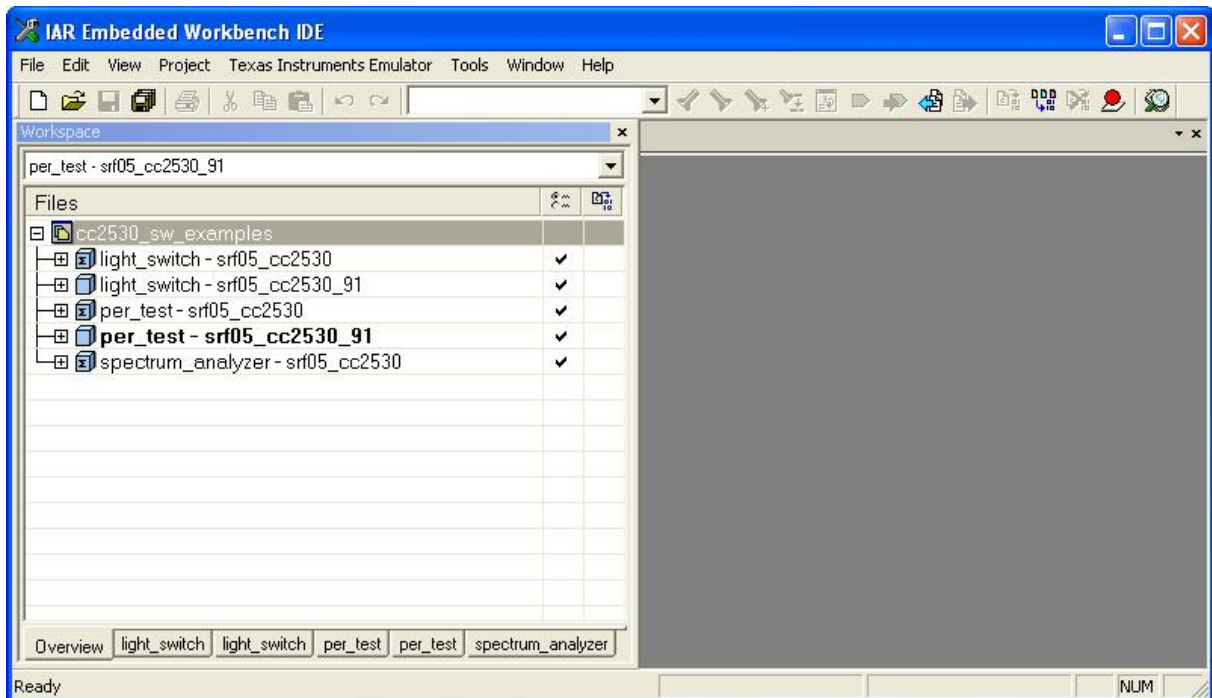 IAR Embedded Workbench IDE
File Edit View Project Texas Instruments Emulator Tools Window Help
Workspace
per_test - srf05_cc2530_91
Files
cc2530_sw_examples
light_switch - srf05_cc2530
light_switch - srf05_cc2530_91
per_test - srf05_cc2530
per_test - srf05_cc2530_91
spectrum_analyzer - srf05_cc2530
Overview light_switch light_switch per_test per_test spectrum_analyzer
Ready NUM